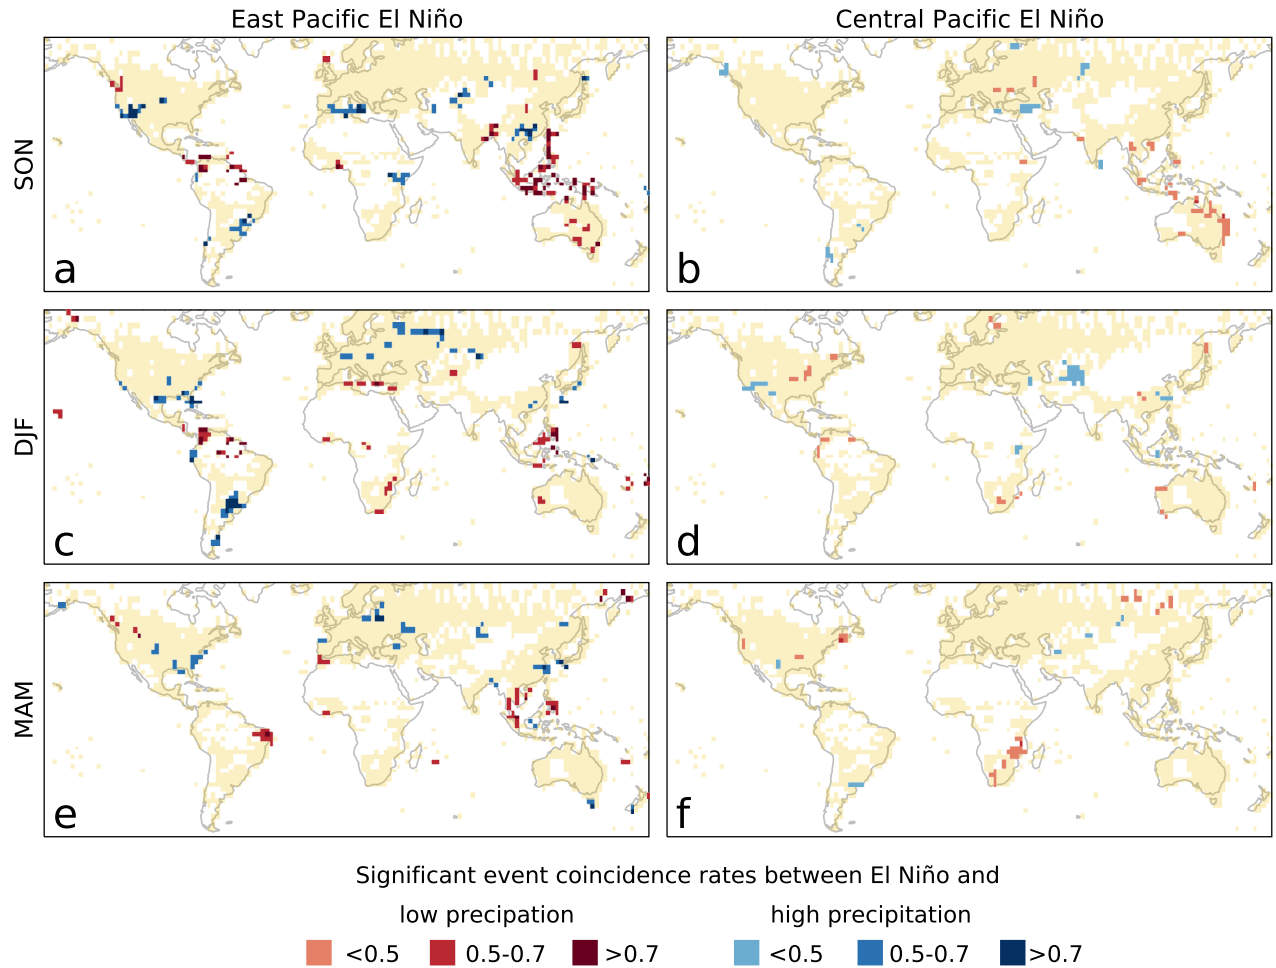 East Pacific El Niño
Central Pacific El Niño
SON
a
b
DJF
c
d
MAM
e
f
Significant event coincidence rates between El Niño and
low precipation
high precipitation
<0.5
0.5-0.7
>0.7
<0.5
0.5-0.7
>0.7